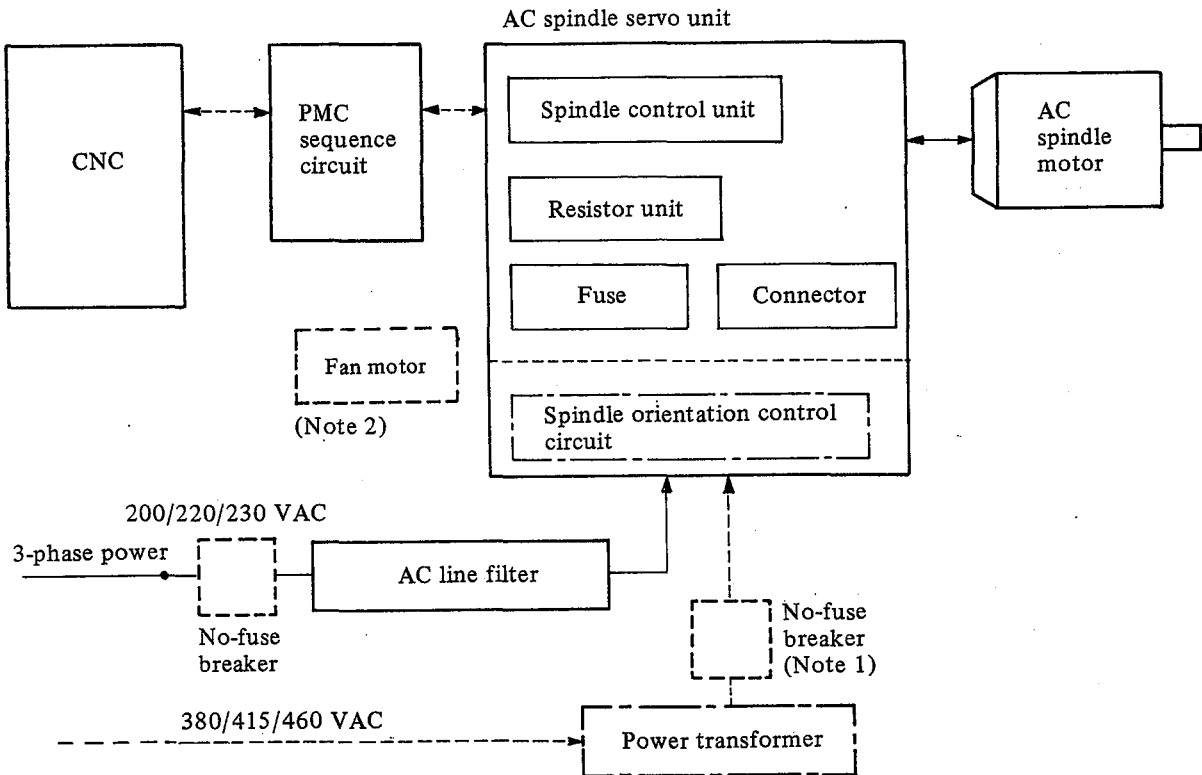 AC spindle servo unit
CNC
PMC
sequence
circuit
Spindle control unit
AC
spindle
motor
Resistor unit
Fuse
Connector
Fan motor
(Note 2)
Spindle orientation control
circuit
200/220/230 VAC
3-phase power
AC line filter
No-fuse
breaker
No-fuse
breaker
(Note 1)
380/415/460 VAC
Power transformer